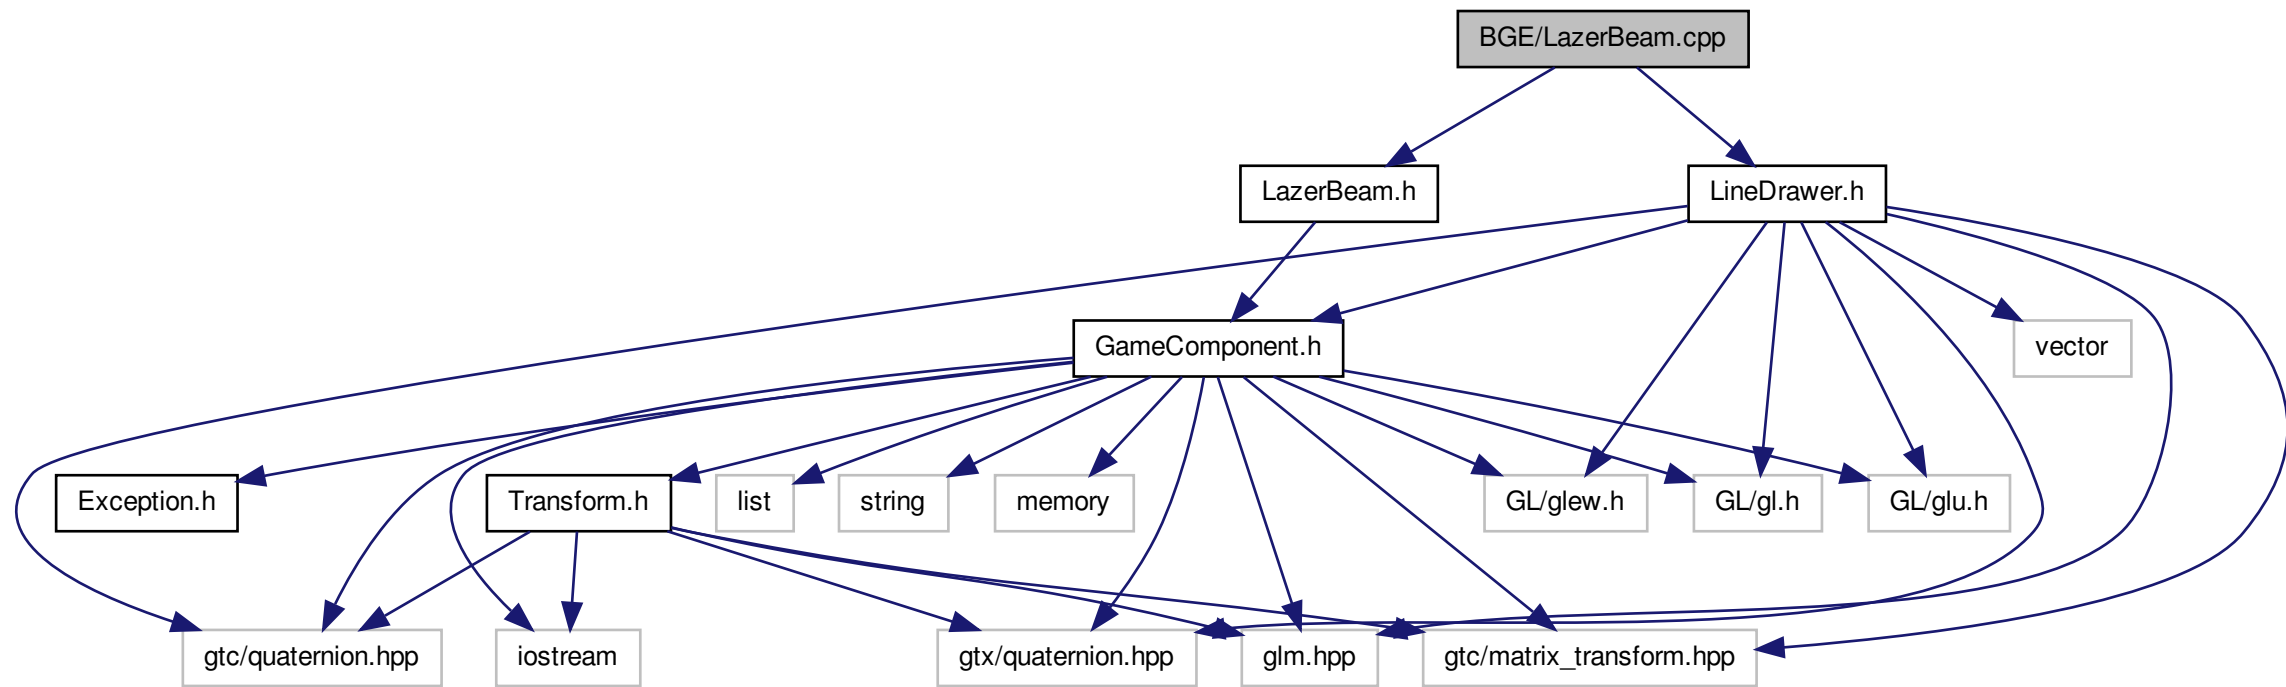 BGE/LazerBeam.cpp
LazerBeam.h
LineDrawer.h
GameComponent.h
vector
Exception.h
Transform.h
list
string
memory
GL/glew.h
GL/gl.h
GL/glu.h
gtc/quaternion.hpp
iostream
gtx/quaternion.hpp
glm.hpp
gtc/matrix_transform.hpp